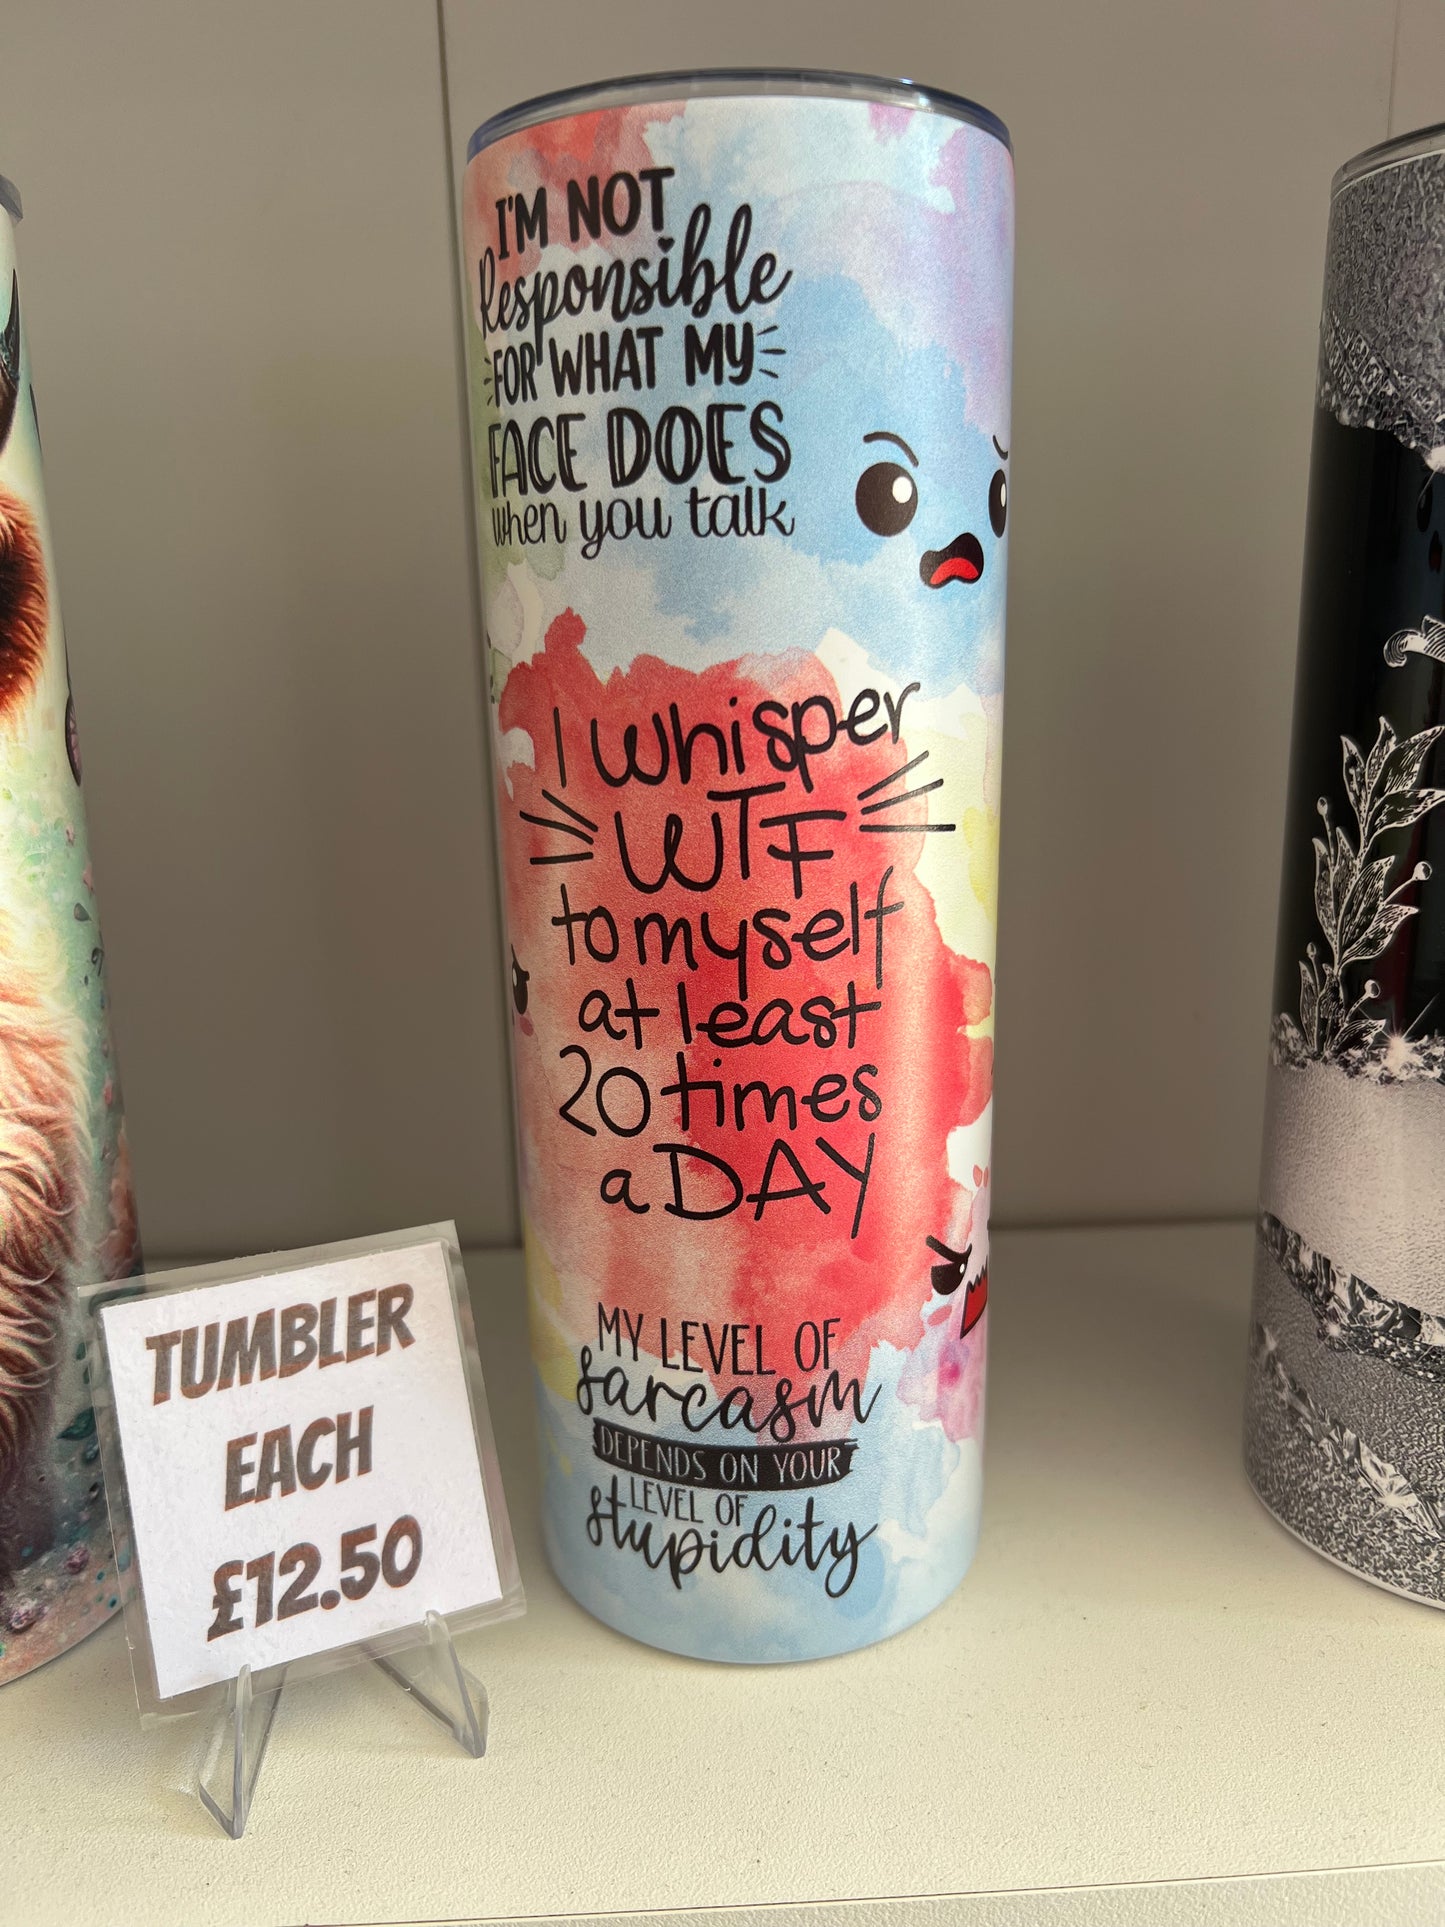 I'M NOT
Responsible
FOR WHAT MY
FACE DOES
when you talk
I whisper
WTF
to myself
at least
20 times
a DAY
MY LEVEL OF
sarcasm
DEPENDS ON YOUR
LEVEL OF
stupidity
TUMBLER
EACH
£12.50